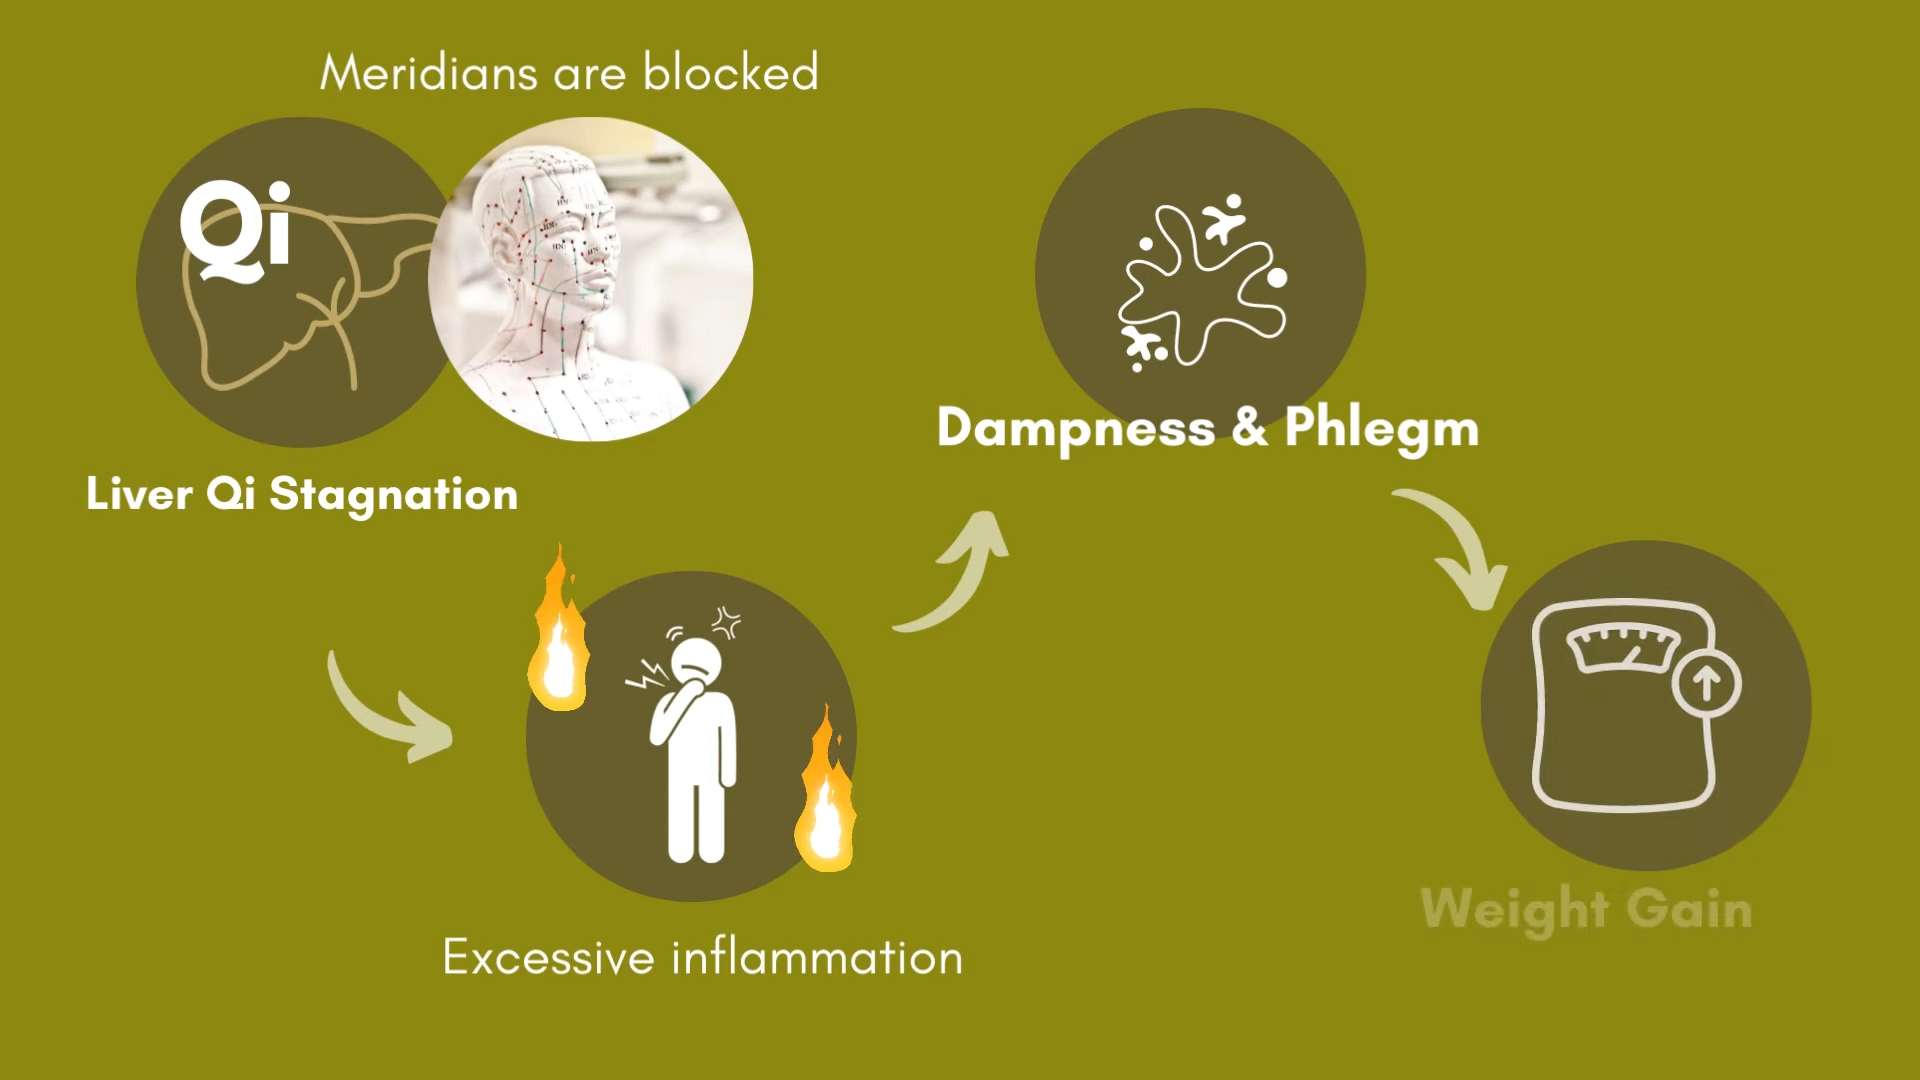 Meridians are blocked
Qi
Liver Qi Stagnation
Dampness & Phlegm
Excessive inflammation
Weight Gain